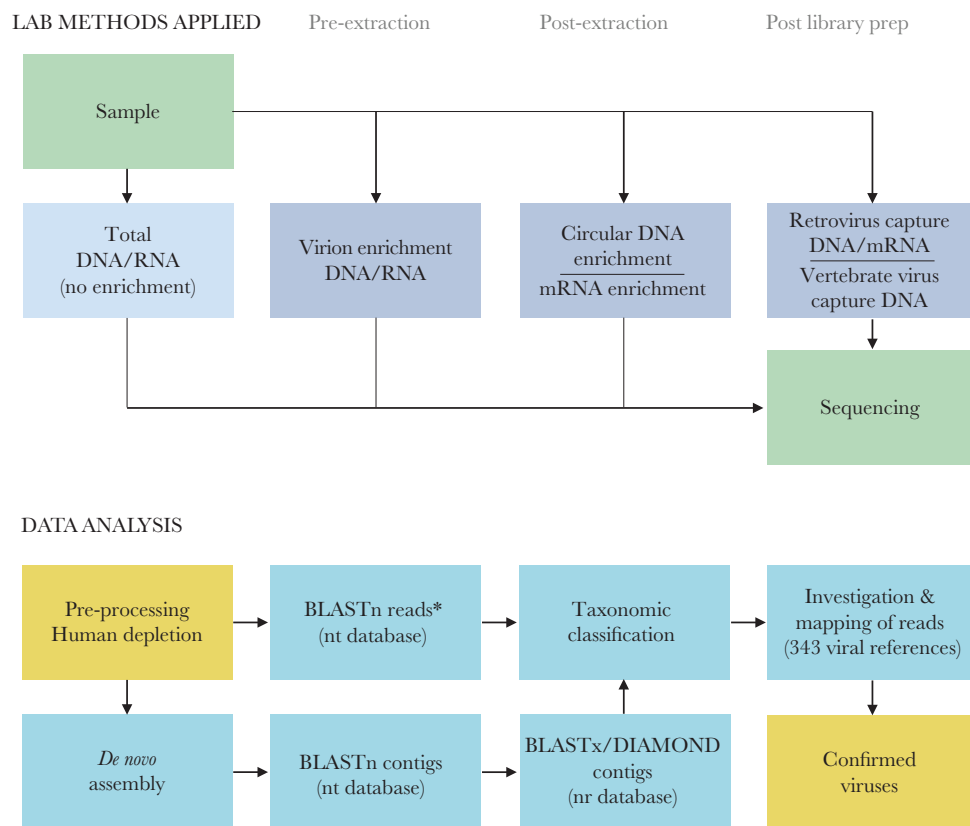 LAB METHODS APPLIED
Pre-extraction
Post-extraction
Post library prep
Sample
Total
DNA/RNA
(no enrichment)
Virion enrichment
DNA/RNA
Circular DNA
enrichment
mRNA enrichment
Retrovirus capture
DNA/mRNA
Vertebrate virus
capture DNA
Sequencing
DATA ANALYSIS
Pre-processing
Human depletion
BLASTn reads*
(nt database)
Taxonomic
classification
Investigation &
mapping of reads
(343 viral references)
De novo
assembly
BLASTn contigs
(nt database)
BLASTx/DIAMOND
contigs
(nr database)
Confirmed
viruses